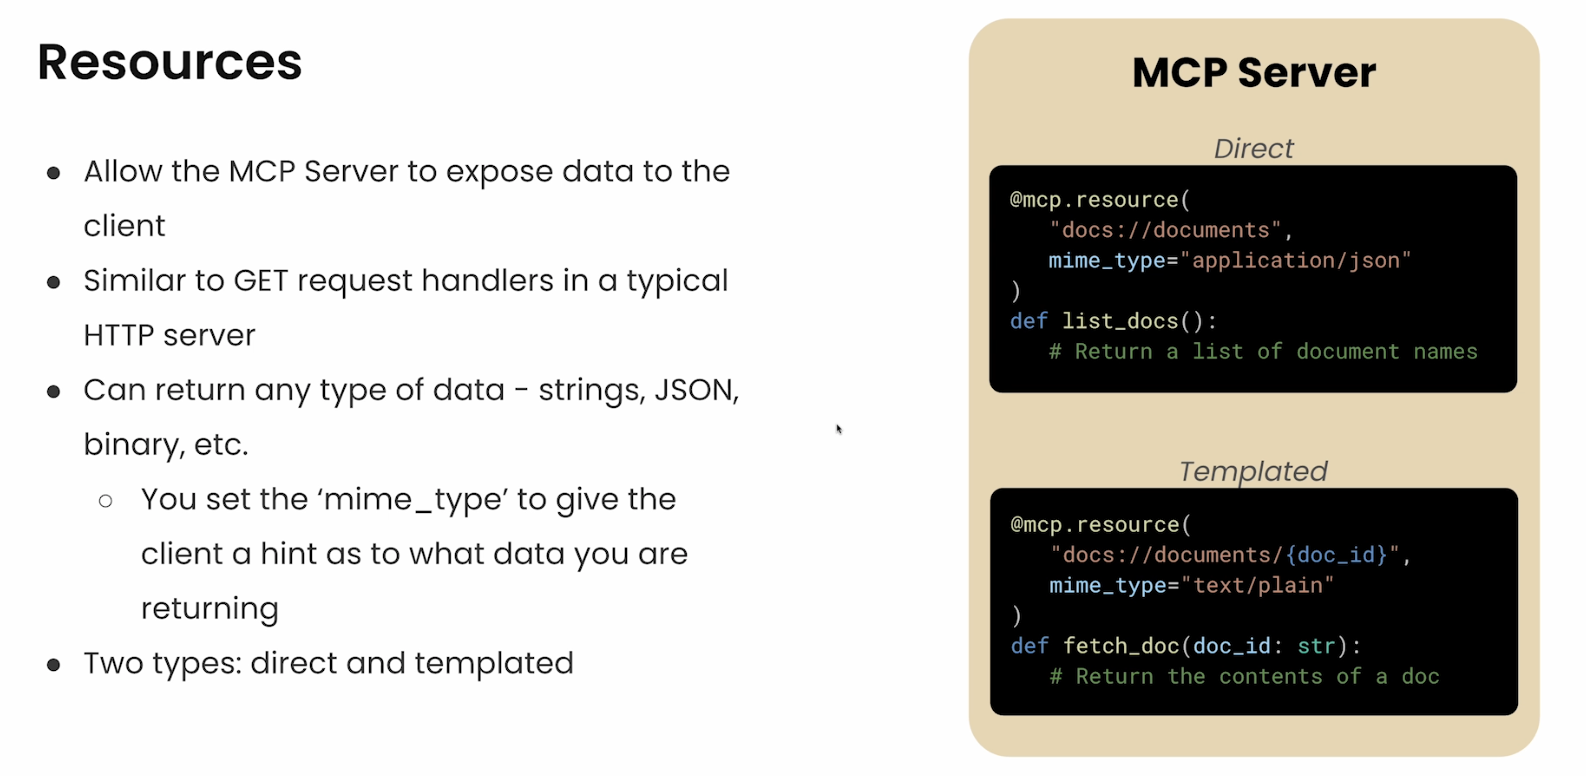 Resources
● Allow the MCP Server to expose data to the
client
● Similar to GET request handlers in a typical
HTTP server
● Can return any type of data - strings, JSON,
binary, etc.
○ You set the ‘mime_type’ to give the
client a hint as to what data you are
returning
● Two types: direct and templated
MCP Server
Direct
@mcp.resource(
"docs://documents",
mime_type="application/json"
)
def list_docs():
# Return a list of document names
Templated
@mcp.resource(
"docs://documents/{doc_id}",
mime_type="text/plain"
)
def fetch_doc(doc_id: str):
# Return the contents of a doc